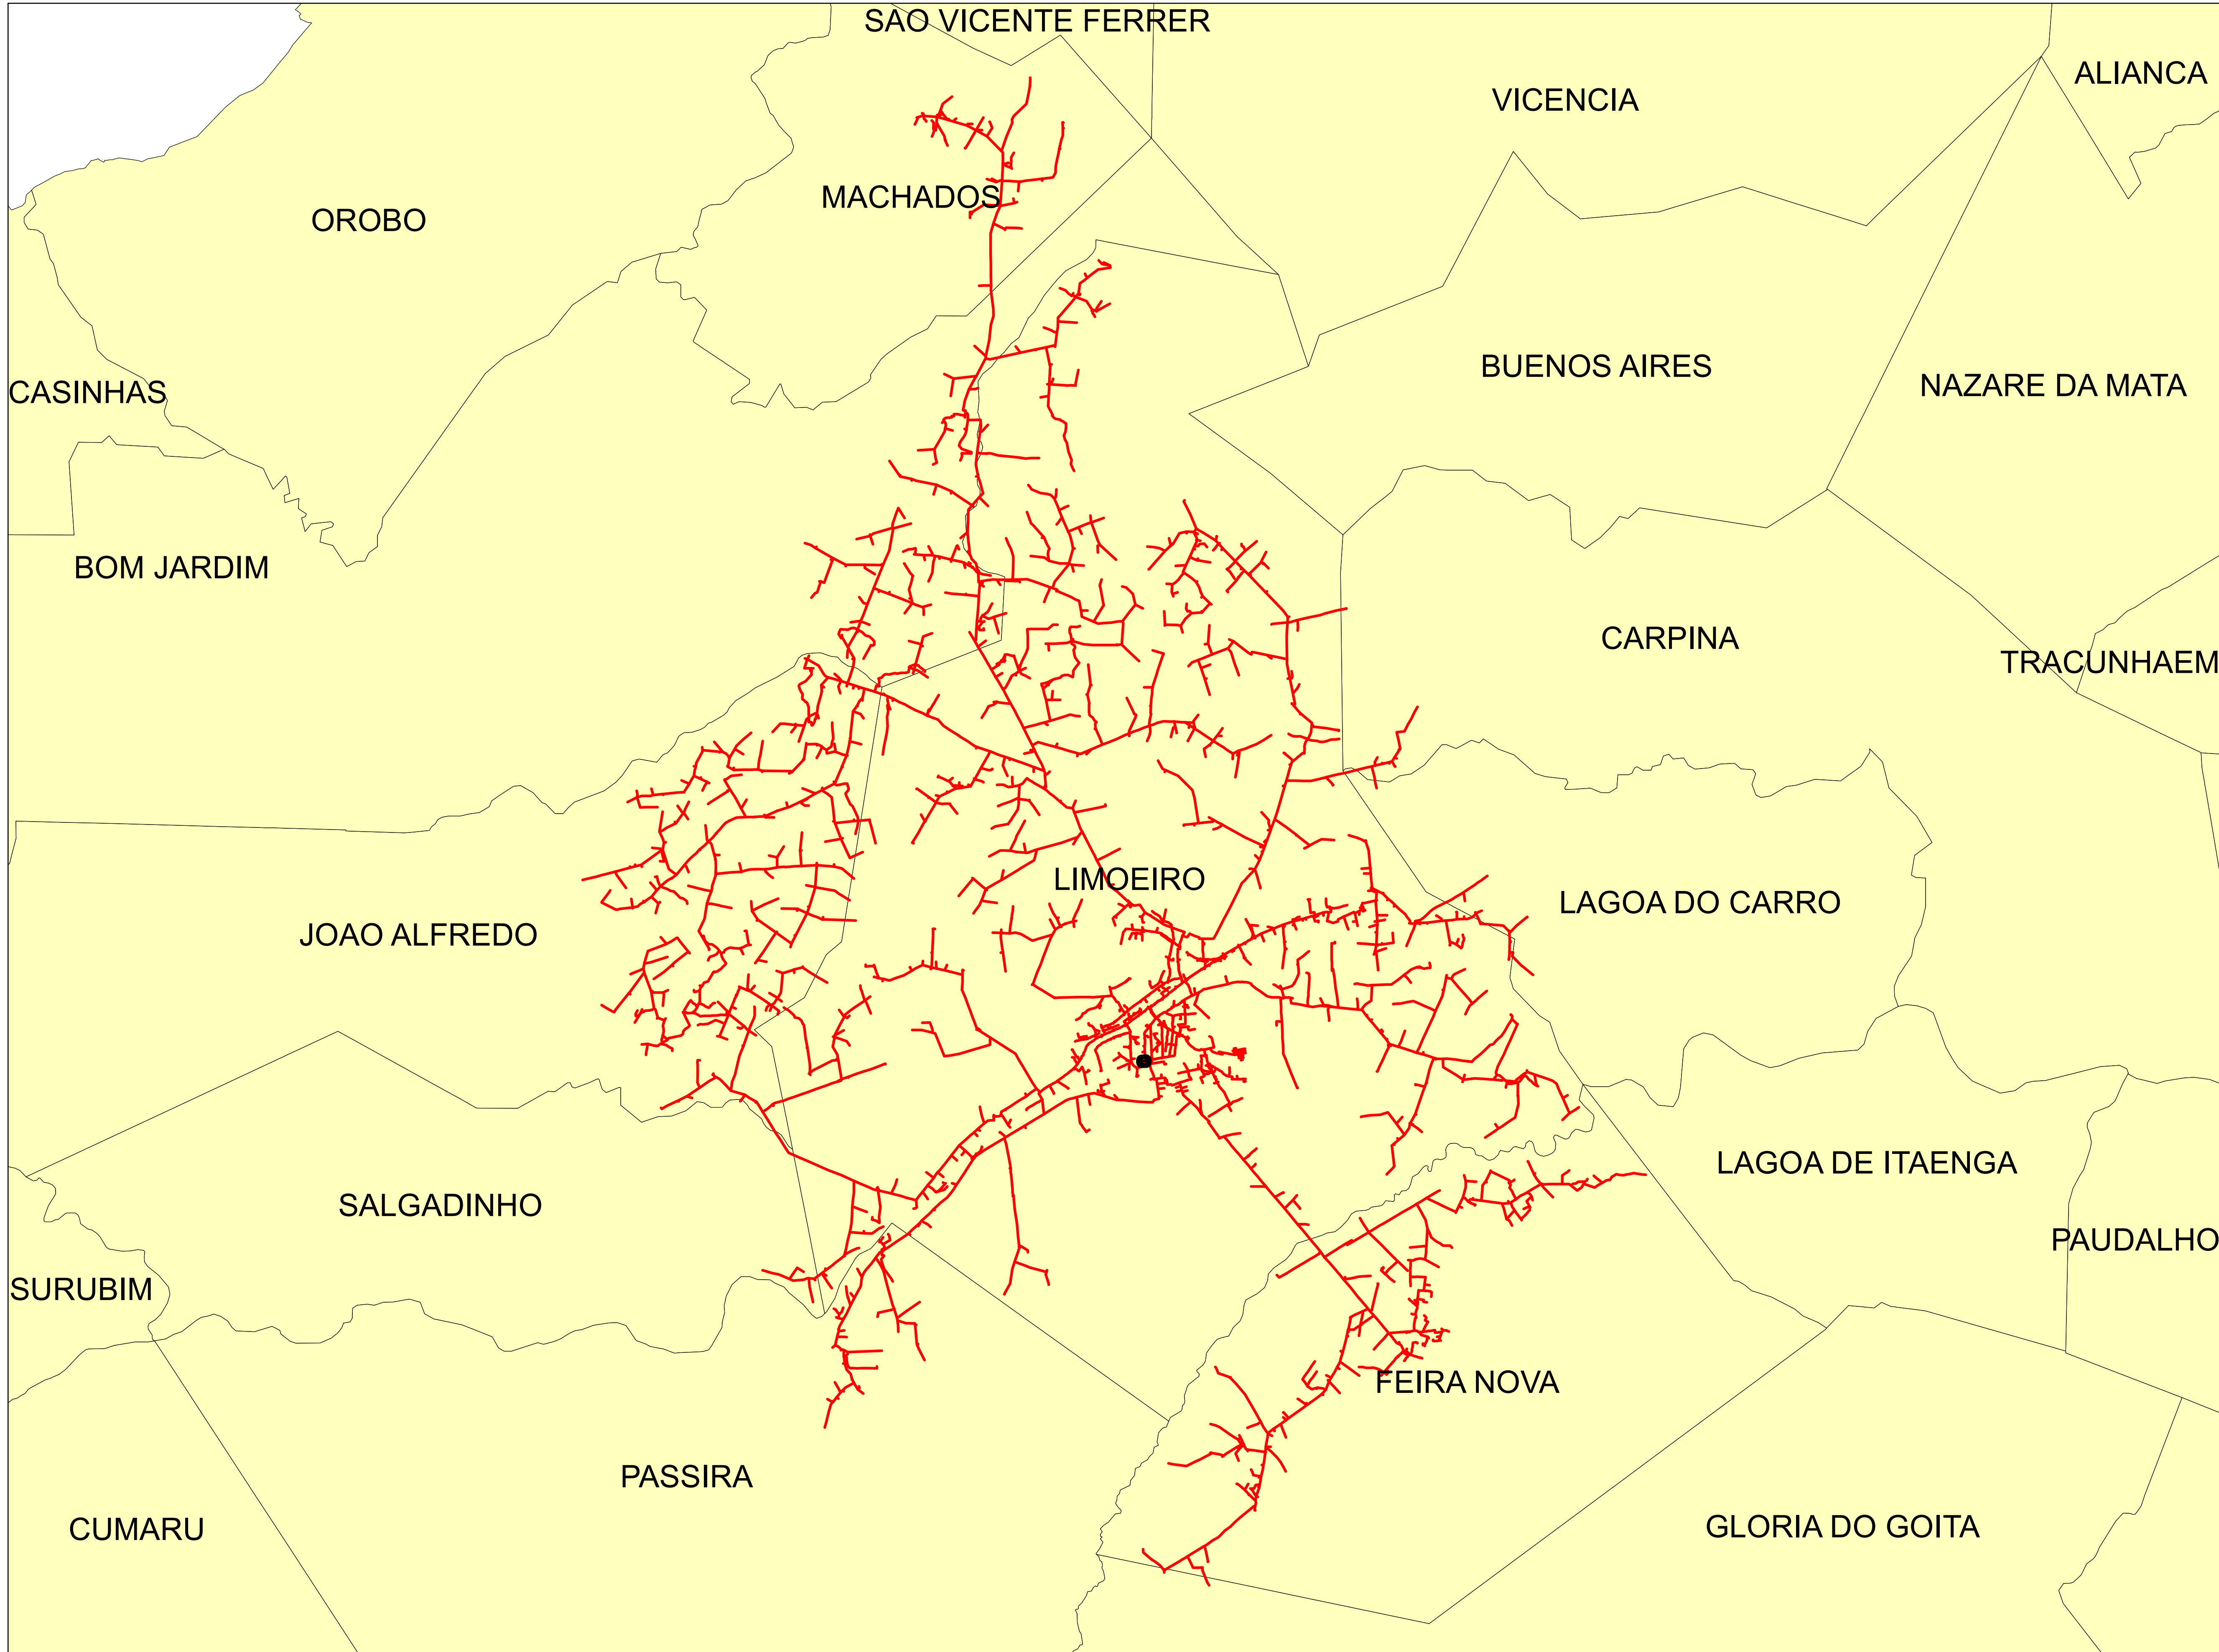 SAO VICENTE FERRER
ALIANCA
VICENCIA
MACHADOS
OROBO
BUENOS AIRES
NAZARE DA MATA
CASINHAS
BOM JARDIM
CARPINA
TRACUNHAEM
LIMOEIRO
LAGOA DO CARRO
JOAO ALFREDO
LAGOA DE ITAENGA
SALGADINHO
PAUDALHO
SURUBIM
FEIRA NOVA
PASSIRA
CUMARU
GLORIA DO GOITA